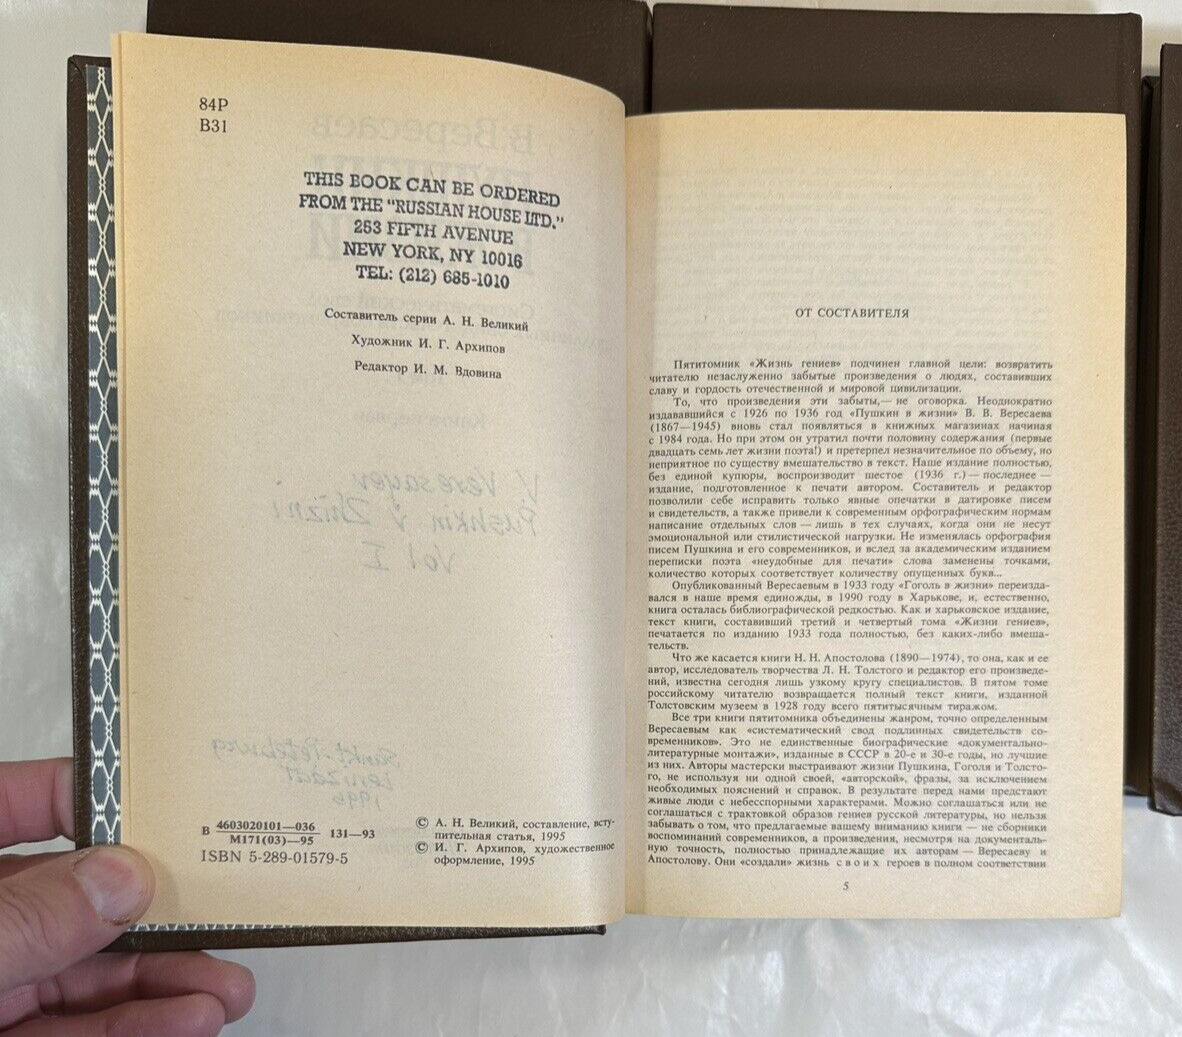 84Р
В31
THIS BOOK CAN BE ORDERED
FROM THE "RUSSIAN HOUSE LTD."
253 FIFTH AVENUE
NEW YORK, NY 10016
TEL: (212) 685-1010
Составитель серии А. Н. Великий
Художник И. Г. Архипов
Редактор И. М. Вдовина
V Veresayev
Pushkin v Zhizni
Vol I
Sankt-Peterburg
Lenizdat
1995
В 4603020101—036 131—93
М171(03)—95
ISBN 5-289-01579-5
© А. Н. Великий, составление, всту-
пительная статья, 1995
© И. Г. Архипов, художественное
оформление, 1995
ОТ СОСТАВИТЕЛЯ
Пятитомник «Жизнь гениев» подчинен главной цели: возвратить
читателю незаслуженно забытые произведения о людях, составивших
славу и гордость отечественной и мировой цивилизации.
То, что произведения эти забыты,— не оговорка. Неоднократно
издававшийся с 1926 по 1936 год «Пушкин в жизни» В. В. Вересаева
(1867—1945) вновь стал появляться в книжных магазинах начиная
с 1984 года. Но при этом он утратил почти половину содержания (первые
двадцать семь лет жизни поэта!) и претерпел незначительное по объему, но
неприятное по существу вмешательство в текст. Наше издание полностью,
без единой купюры, воспроизводит шестое (1936 г.) — последнее —
издание, подготовленное к печати автором. Составитель и редактор
позволили себе исправить только явные опечатки в датировке писем
и свидетельств, а также привели к современным орфографическим нормам
написание отдельных слов — лишь в тех случаях, когда они не несут
эмоциональной или стилистической нагрузки. Не изменялась орфография
писем Пушкина и его современников, и вслед за академическим изданием
переписки поэта «неудобные для печати» слова заменены точками,
количество которых соответствует количеству опущенных букв...
Опубликованный Вересаевым в 1933 году «Гоголь в жизни» переизда-
вался в наше время единожды, в 1990 году в Харькове, и, естественно,
книга осталась библиографической редкостью. Как и харьковское издание,
текст книги, составивший третий и четвертый тома «Жизни гениев»,
печатается по изданию 1933 года полностью, без каких-либо вмеша-
тельств.
Что же касается книги Н. Н. Апостолова (1890—1974), то она, как и ее
автор, исследователь творчества Л. Н. Толстого и редактор его произведе-
ний, известна сегодня лишь узкому кругу специалистов. В пятом томе
российскому читателю возвращается полный текст книги, изданной
Толстовским музеем в 1928 году всего пятитысячным тиражом.
Все три книги пятитомника объединены жанром, точно определенным
Вересаевым как «систематический свод подлинных свидетельств со-
временников». Это не единственные биографические «документально-
литературные монтажи», изданные в СССР в 20-е и 30-е годы, но лучшие
из них. Авторы мастерски выстраивают жизни Пушкина, Гоголя и Толсто-
го, не используя ни одной своей, «авторской», фразы, за исключением
необходимых пояснений и справок. В результате перед нами предстают
живые люди с небесспорными характерами. Можно соглашаться или не
соглашаться с трактовкой образов гениев русской литературы, но нельзя
забывать о том, что предлагаемые вашему вниманию книги — не сборники
воспоминаний современников, а произведения, несмотря на документаль-
ную точность, полностью принадлежащие их авторам — Вересаеву и
Апостолову. Они «создали» жизнь своих героев в полном соответствии
5